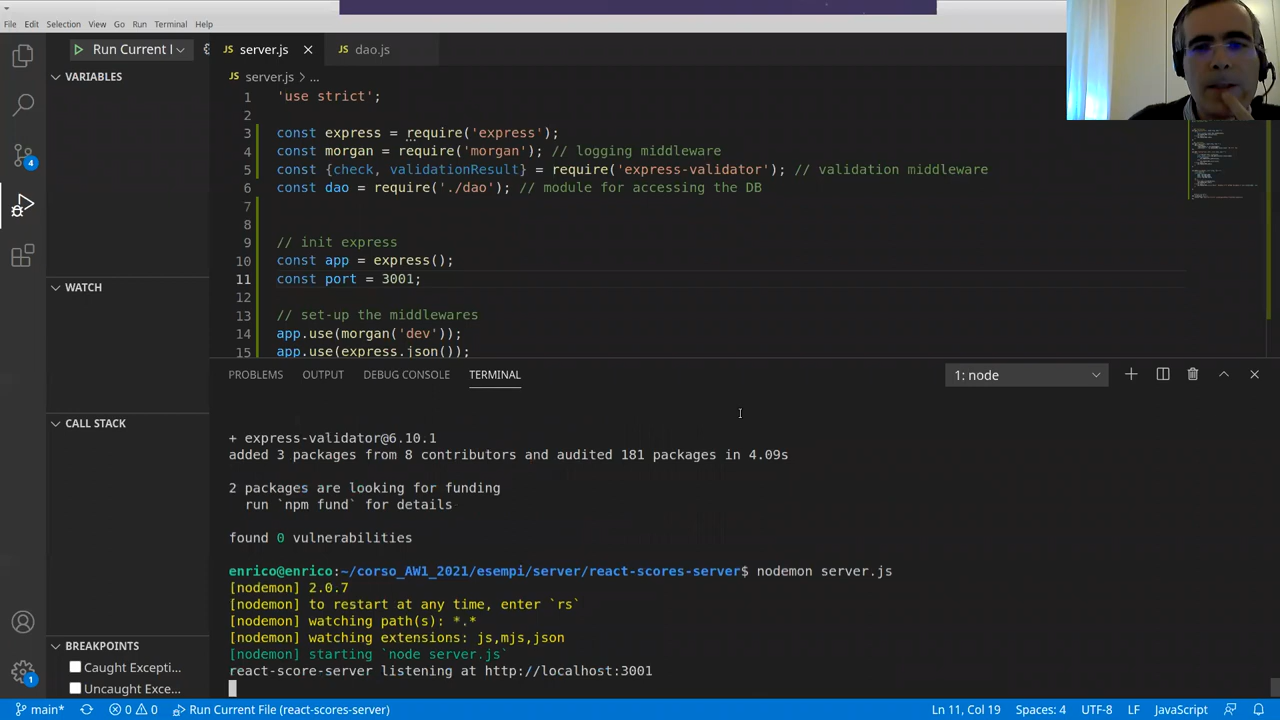 File Edit Selection View Go Run Terminal Help
Run Current
server.js
dao.js
VARIABLES
JS server.js > ...
1 'use strict';
2
3 const express = require('express');
4 const morgan = require('morgan'); // logging middleware
4
5 const {check, validationResult} = require('express-validator'); // validation middleware
6 const dao = require('./dao'); // module for accessing the DB
7
8
9 // init express
10 const app = express();
11 const port = 3001;
12
13 // set-up the middlewares
14 app.use(morgan('dev'));
15 app.use(express.json());
WATCH
CALL STACK
BREAKPOINTS
Caught Excepti...
Uncaught Exce...
1
PROBLEMS OUTPUT DEBUG CONSOLE TERMINAL
1: node
+ express-validator@6.10.1
added 3 packages from 8 contributors and audited 181 packages in 4.09s
2 packages are looking for funding
run `npm fund` for details
found 0 vulnerabilities
enrico@enrico:~/corso_AW1_2021/esempi/server/react-scores-server$ nodemon server.js
[nodemon] 2.0.7
[nodemon] to restart at any time, enter `rs`
[nodemon] watching path(s): *.*
[nodemon] watching extensions: js,mjs,json
[nodemon] starting `node server.js`
react-score-server listening at http://localhost:3001
main* 0 0 Run Current File (react-scores-server)
Ln 11, Col 19 Spaces: 4 UTF-8 LF JavaScript